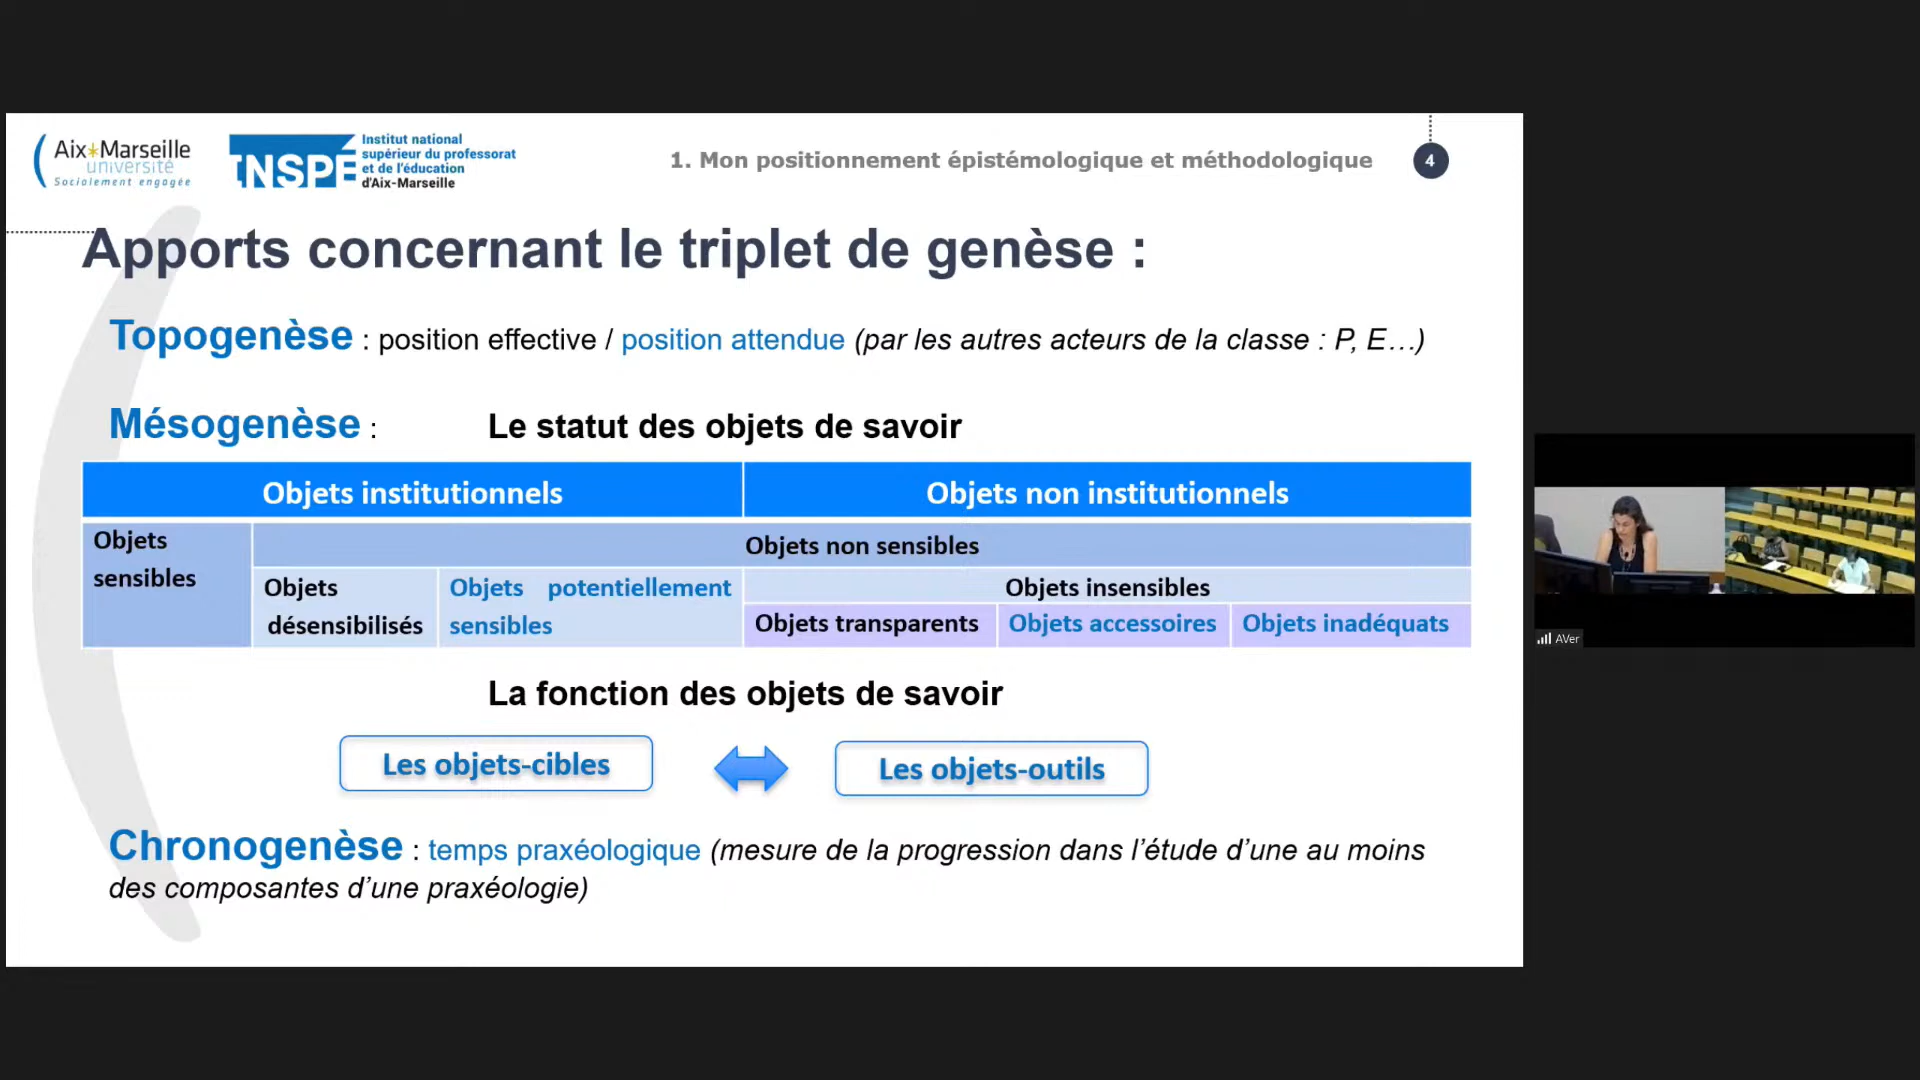 Aix Marseille
université
Socialement engagée
INSPÉ
Institut national
supérieur du professorat
et de l'éducation
d'Aix-Marseille
1. Mon positionnement épistémologique et méthodologique
4
Apports concernant le triplet de genèse :
Topogenèse : position effective / position attendue (par les autres acteurs de la classe : P, E…)
Mésogenèse : Le statut des objets de savoir
Objets institutionnels
Objets non institutionnels
Objets
sensibles
Objets non sensibles
Objets
désensibilisés
Objets potentiellement
sensibles
Objets insensibles
Objets transparents
Objets accessoires
Objets inadéquats
La fonction des objets de savoir
Les objets-cibles
Les objets-outils
Chronogenèse : temps praxéologique (mesure de la progression dans l’étude d’une au moins
des composantes d’une praxéologie)
AVer